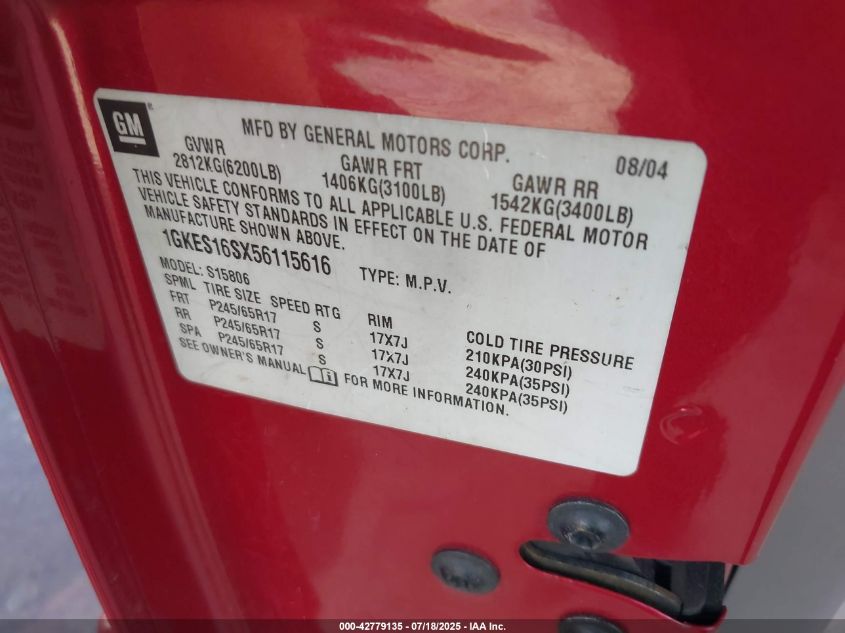 GM
MFD BY GENERAL MOTORS CORP. 08/04
GVWR GAWR FRT GAWR RR
2812KG(6200LB) 1406KG(3100LB) 1542KG(3400LB)
THIS VEHICLE CONFORMS TO ALL APPLICABLE U.S. FEDERAL MOTOR
VEHICLE SAFETY STANDARDS IN EFFECT ON THE DATE OF
MANUFACTURE SHOWN ABOVE.
1GKES16SX56115616 TYPE: M.P.V.
MODEL: S15806
SPML TIRE SIZE SPEED RTG RIM COLD TIRE PRESSURE
FRT P245/65R17 S 17X7J 210KPA(30PSI)
RR P245/65R17 S 17X7J 240KPA(35PSI)
SPA P245/65R17 S 17X7J 240KPA(35PSI)
SEE OWNER'S MANUAL FOR MORE INFORMATION.
000-42779135 - 07/18/2025 - IAA Inc.